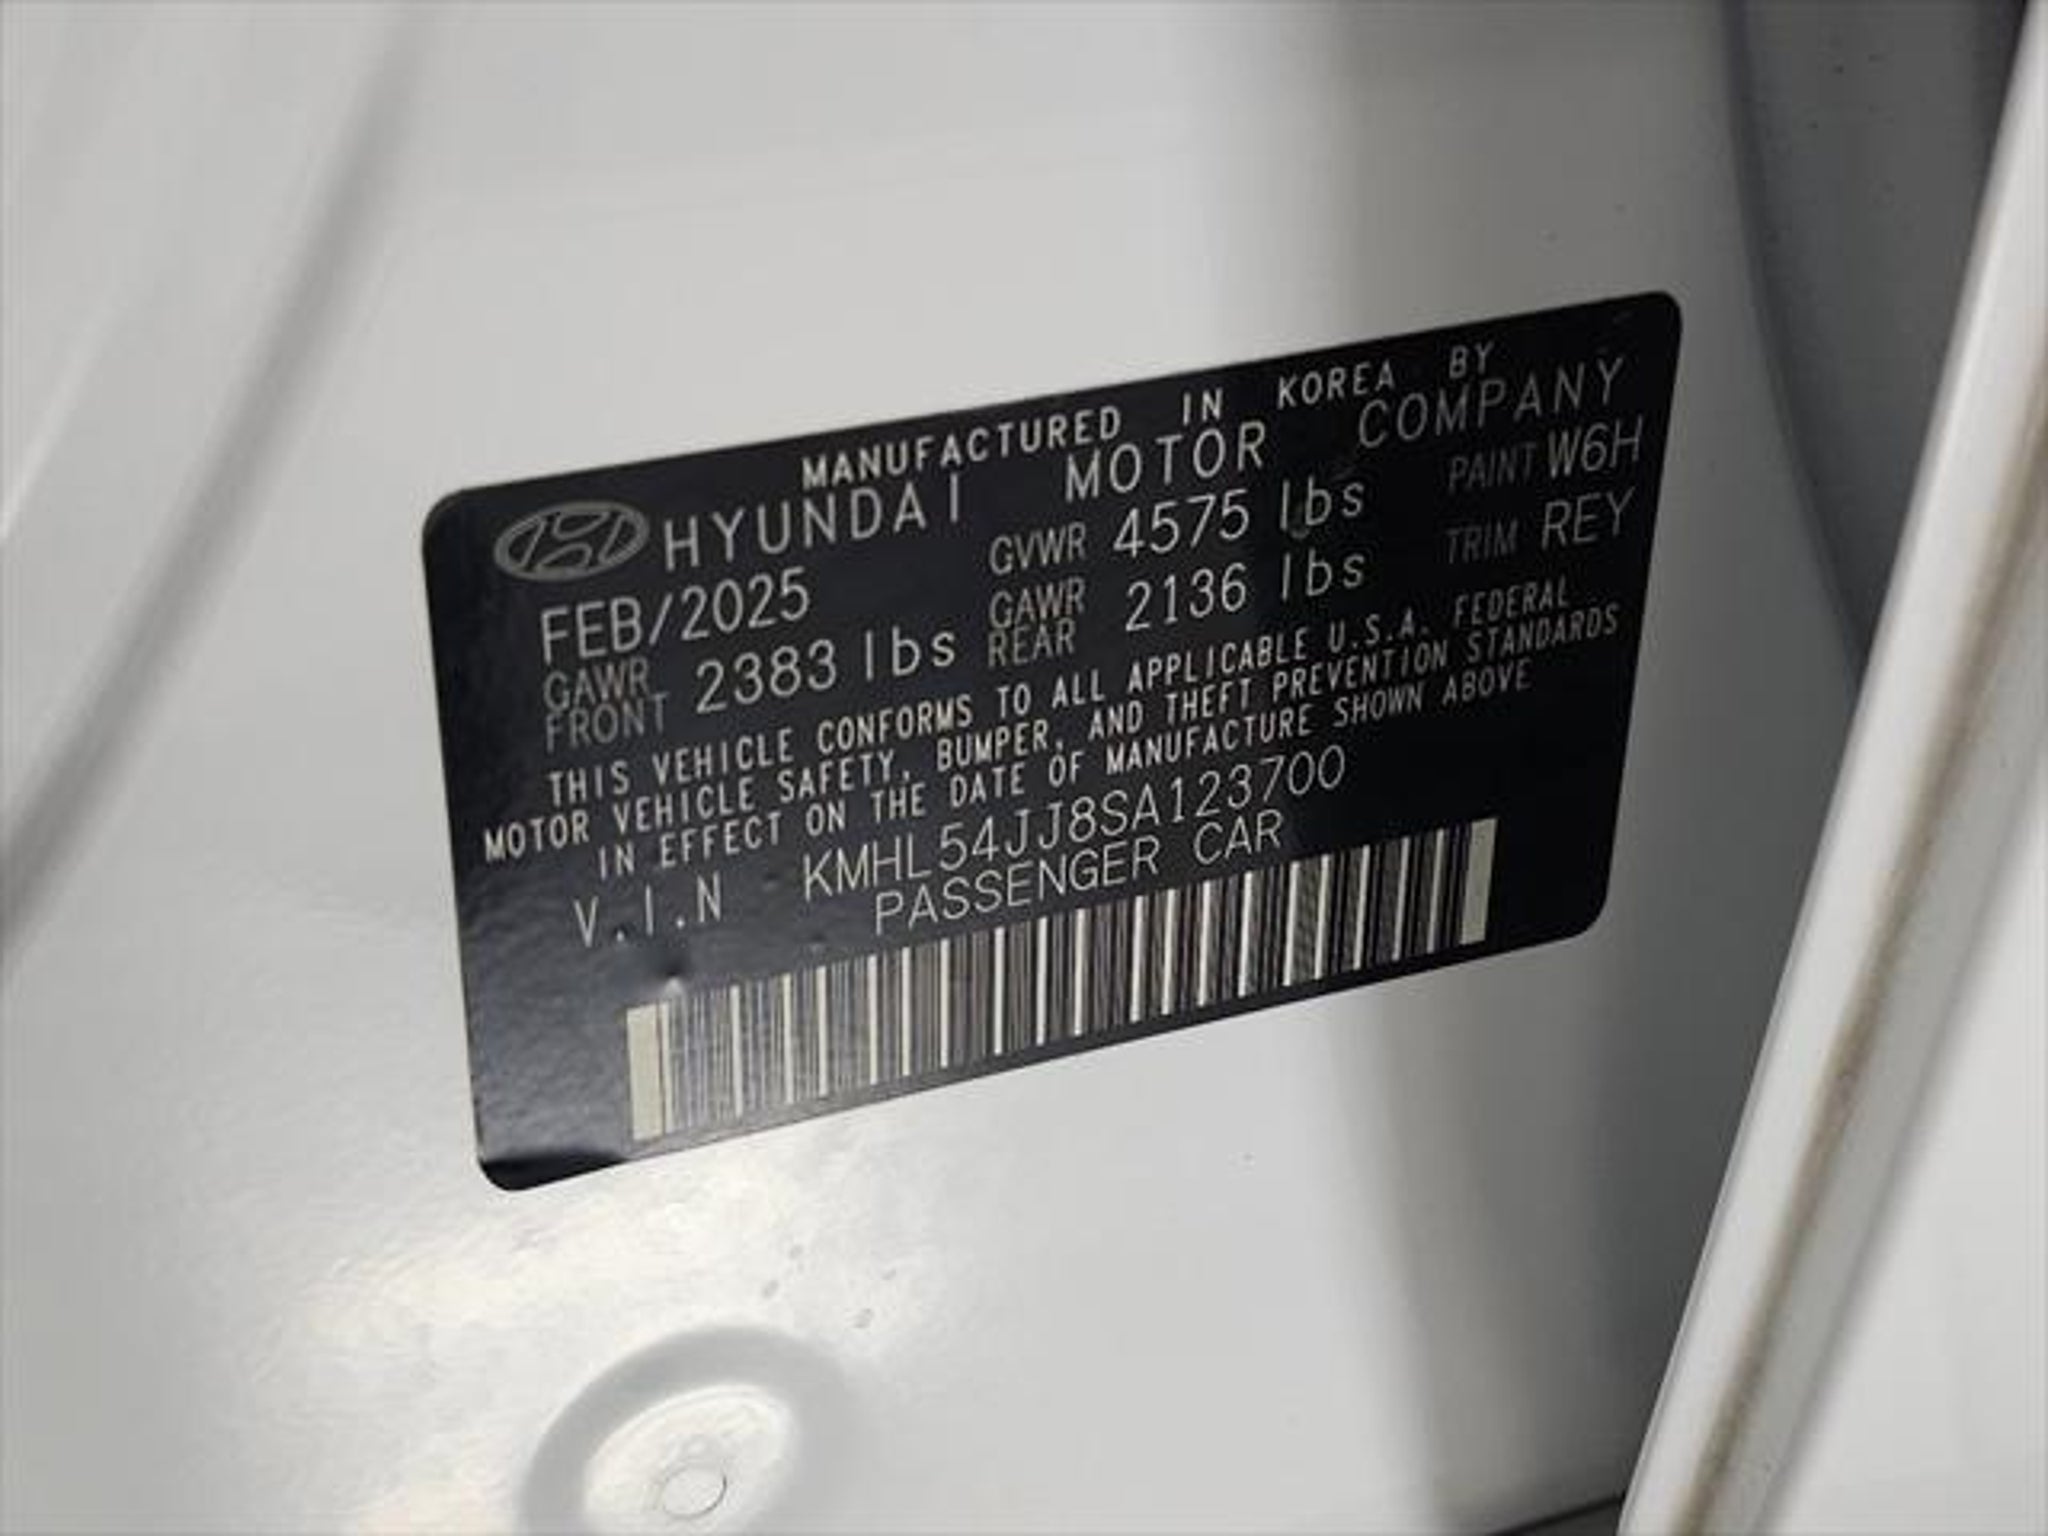 MANUFACTURED IN KOREA BY
HYUNDAI MOTOR COMPANY
FEB/2025 GVWR 4575 lbs PAINT W6H
GAWR FRONT 2383 lbs GAWR REAR 2136 lbs TRIM REY
THIS VEHICLE CONFORMS TO ALL APPLICABLE U.S.A. FEDERAL
MOTOR VEHICLE SAFETY, BUMPER, AND THEFT PREVENTION STANDARDS
IN EFFECT ON THE DATE OF MANUFACTURE SHOWN ABOVE
V.I.N KMHL54JJ8SA123700
PASSENGER CAR